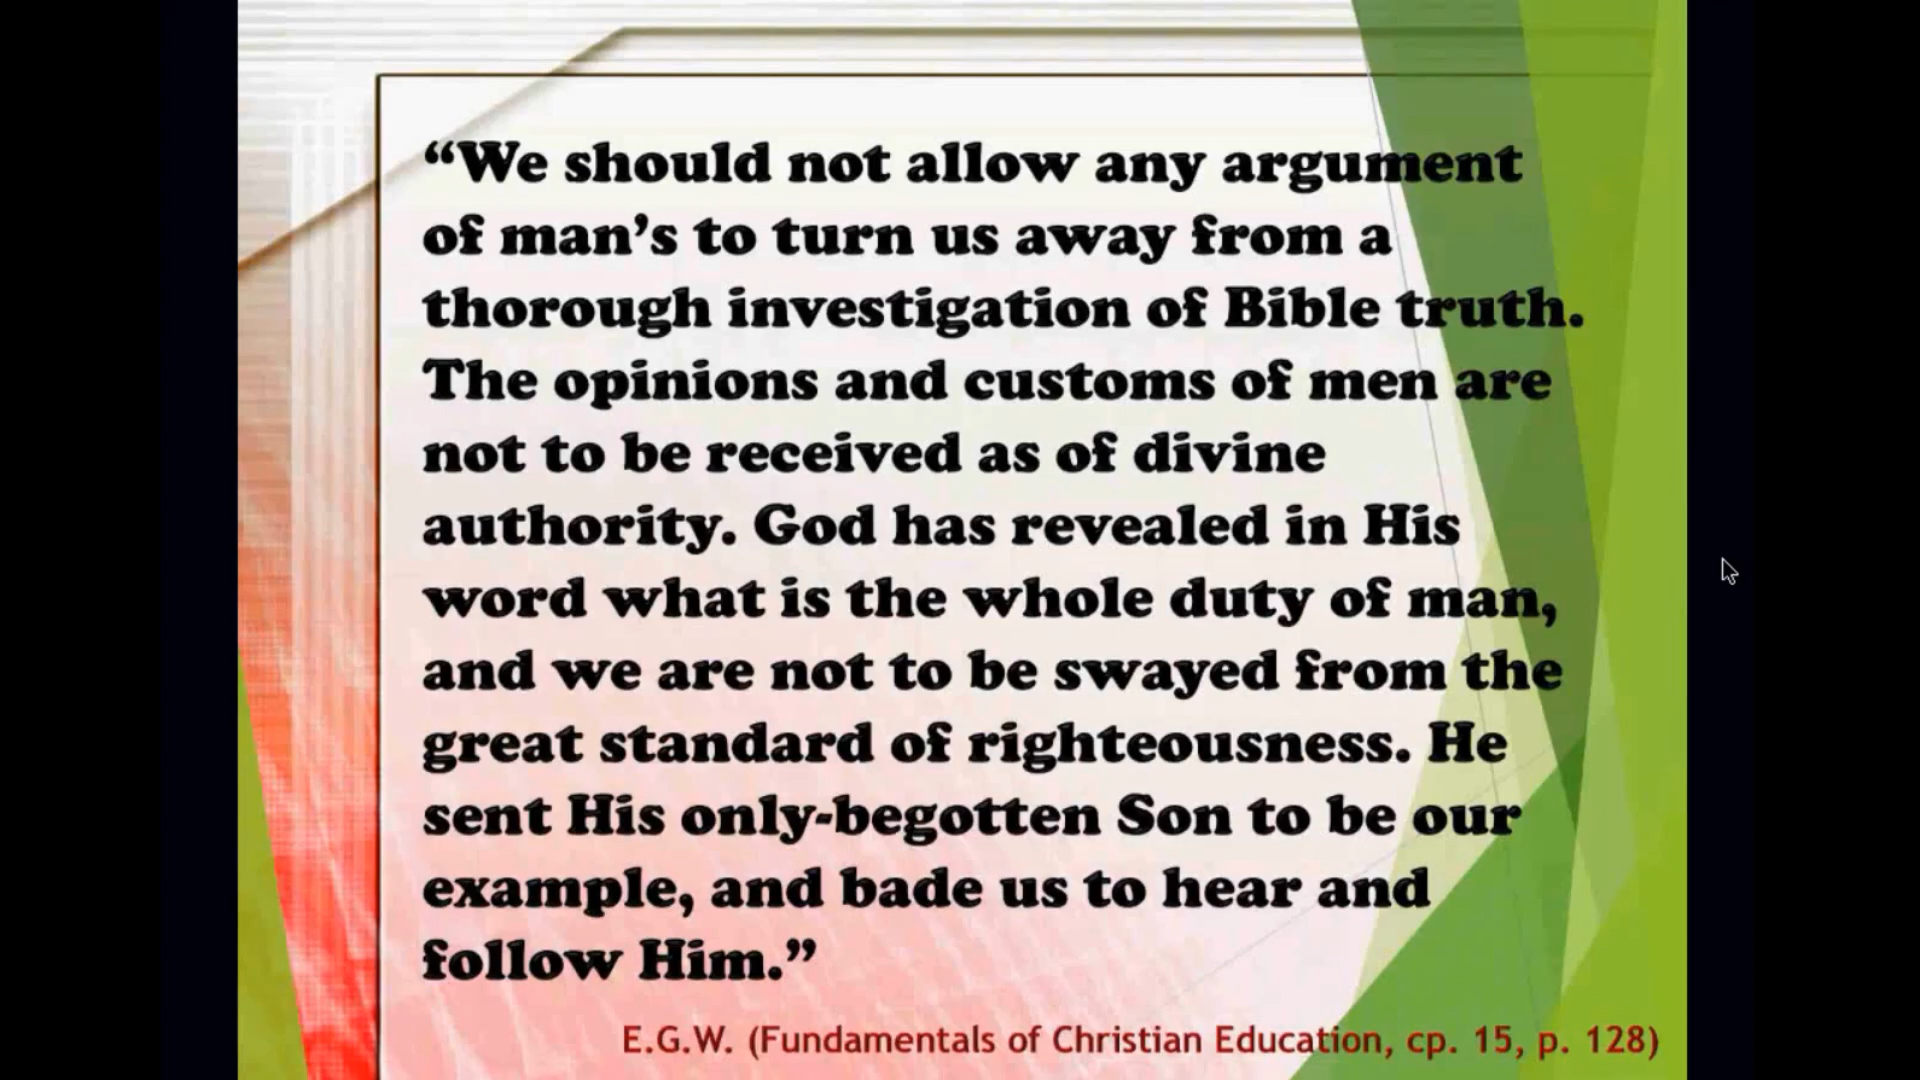 “We should not allow any argument
of man’s to turn us away from a
thorough investigation of Bible truth.
The opinions and customs of men are
not to be received as of divine
authority. God has revealed in His
word what is the whole duty of man,
and we are not to be swayed from the
great standard of righteousness. He
sent His only-begotten Son to be our
example, and bade us to hear and
follow Him.”
E.G.W. (Fundamentals of Christian Education, cp. 15, p. 128)